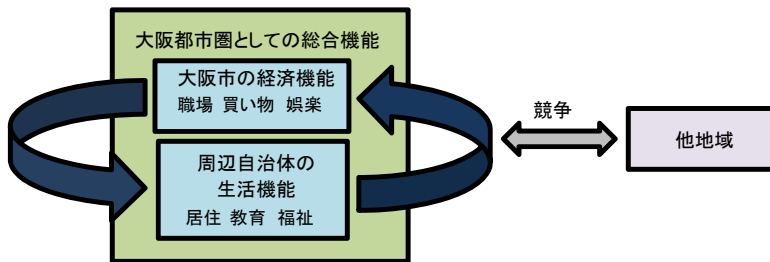 大阪都市圏としての総合機能
大阪市の経済機能
職場 買い物 娯楽
周辺自治体の
生活機能
居住 教育 福祉
競争
他地域